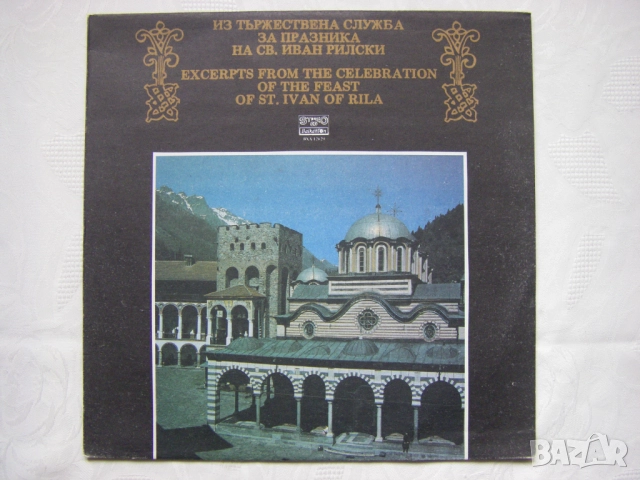 ИЗ ТЪРЖЕСТВЕНА СЛУЖБА
ЗА ПРАЗНИКА
НА СВ. ИВАН РИЛСКИ
EXCERPTS FROM THE CELEBRATION
OF THE FEAST
OF ST. IVAN OF RILA
BAZAR